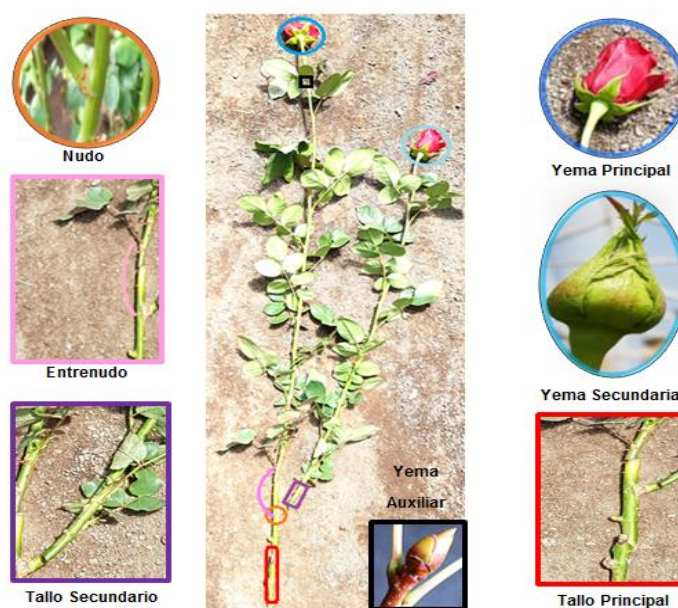 Nudo
Yema Principal
Entrenudo
Yema Secundaria
Yema
Auxiliar
Tallo Secundario
Tallo Principal